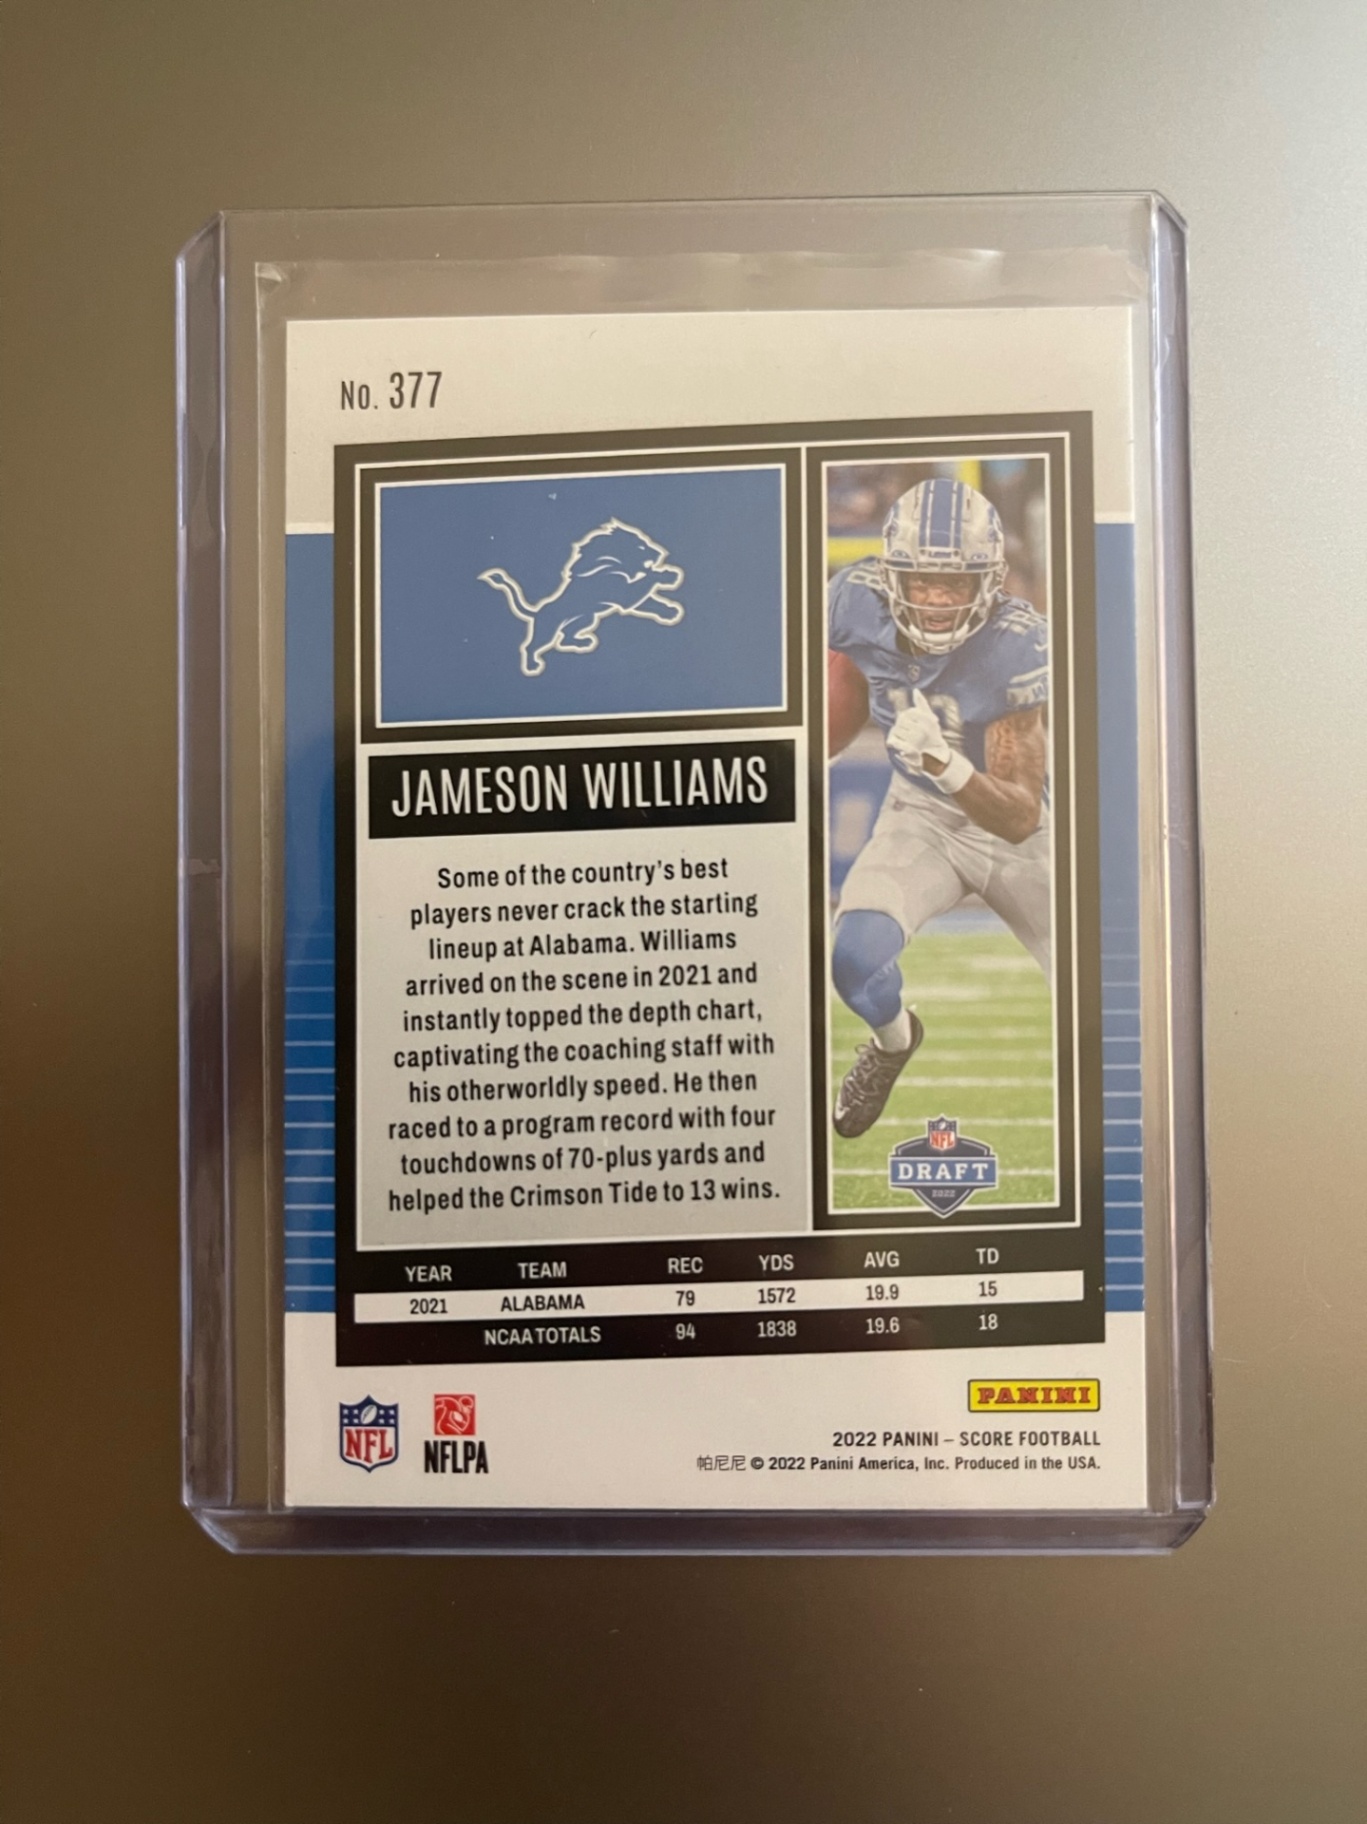 No. 377
JAMESON WILLIAMS
Some of the country's best
players never crack the starting
lineup at Alabama. Williams
arrived on the scene in 2021 and
instantly topped the depth chart,
captivating the coaching staff with
his otherworldly speed. He then
raced to a program record with four
touchdowns of 70-plus yards and
helped the Crimson Tide to 13 wins.
NFL
DRAFT
2022
YEAR TEAM REC YDS AVG TD
2021 ALABAMA 79 1572 19.9 15
NCAA TOTALS 94 1838 19.6 18
NFL
NFLPA
PANINI
2022 PANINI – SCORE FOOTBALL
帕尼尼 © 2022 Panini America, Inc. Produced in the USA.